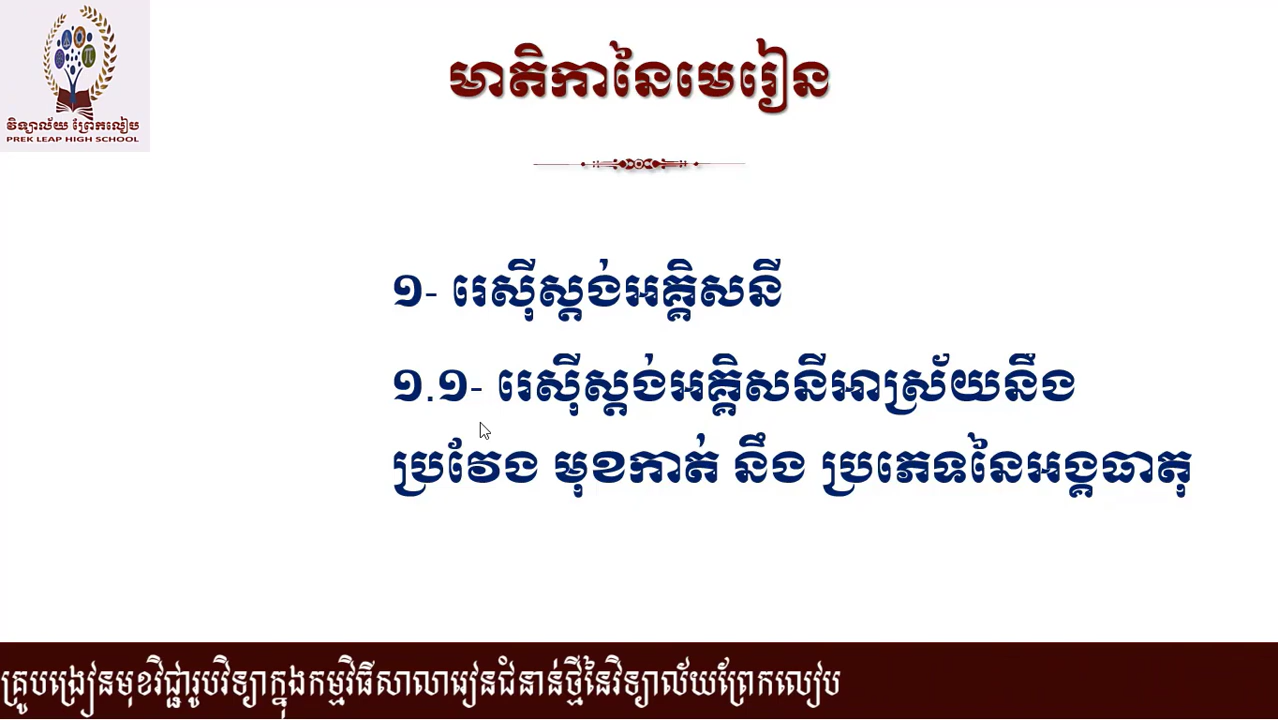 វិទ្យាល័យ ព្រែកលៀប
PREK LEAP HIGH SCHOOL
មាតិកានៃមេរៀន
១- រេស៊ីស្តង់អគ្គិសនី
១.១- រេស៊ីស្តង់អគ្គិសនីអាស្រ័យនឹង
ប្រវែង មុខកាត់ នឹង ប្រភេទនៃអង្គធាតុ
គ្រូបង្រៀនមុខវិជ្ជារូបវិទ្យាក្នុងកម្មវិធីសាលារៀនជំនាន់ថ្មីនៃវិទ្យាល័យព្រែកលៀប